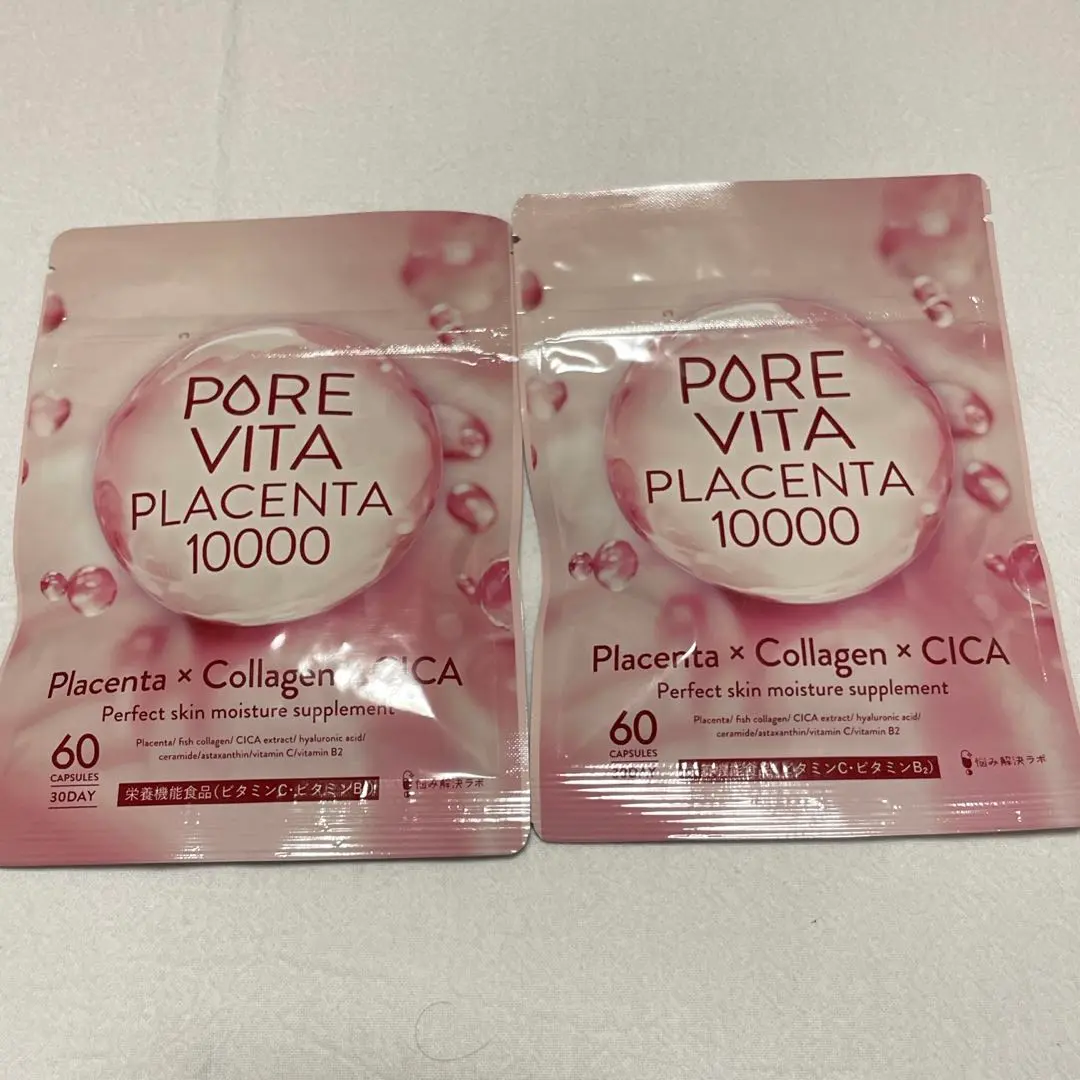 PORE
VITA
PLACENTA
10000
Placenta × Collagen CICA
Perfect skin moisture supplement
60
CAPSULES
30DAY
Placenta/ fish collagen/ CICA extract/ hyaluronic acid/
ceramide/astaxanthin/vitamin C/vitamin B2
栄養機能食品(ビタミンC・ビタミンB
悩み解決ラボ
PORE
VITA
PLACENTA
10000
Placenta × Collagen × CICA
Perfect skin moisture supplement
60
CAPSULES
30DAY
Placenta/ fish collagen/ CICA extract/ hyaluronic acid/
ceramide/astaxanthin/vitamin C/vitamin B2
ビタミンC・ビタミンB₂)
悩み解決ラボ